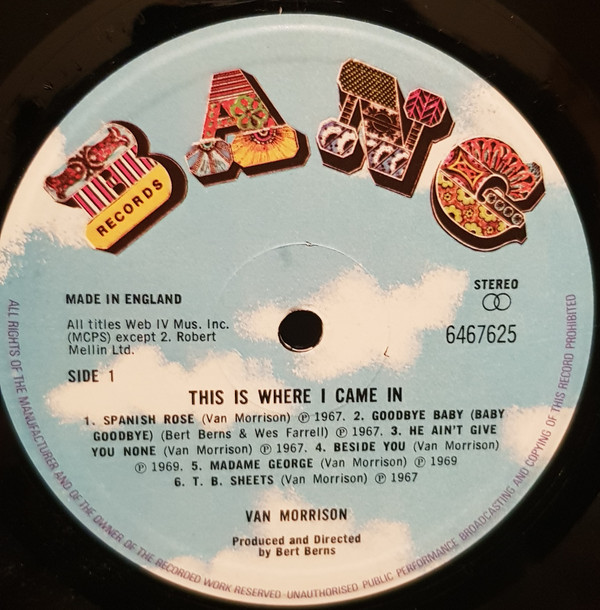 BANG
RECORDS
MADE IN ENGLAND
STEREO
All titles Web IV Mus. Inc.
(MCPS) except 2. Robert
Mellin Ltd.
6467625
SIDE 1
THIS IS WHERE I CAME IN
1. SPANISH ROSE (Van Morrison) ℗ 1967. 2. GOODBYE BABY (BABY
GOODBYE) (Bert Berns & Wes Farrell) ℗ 1967. 3. HE AIN'T GIVE
YOU NONE (Van Morrison) ℗ 1967. 4. BESIDE YOU (Van Morrison)
℗ 1969. 5. MADAME GEORGE (Van Morrison) ℗ 1969
6. T. B. SHEETS (Van Morrison) ℗ 1967
VAN MORRISON
Produced and Directed
by Bert Berns
ALL RIGHTS OF THE MANUFACTURER AND OF THE OWNER OF THE RECORDED WORK RESERVED UNAUTHORISED PUBLIC PERFORMANCE BROADCASTING AND COPYING OF THIS RECORD PROHIBITED